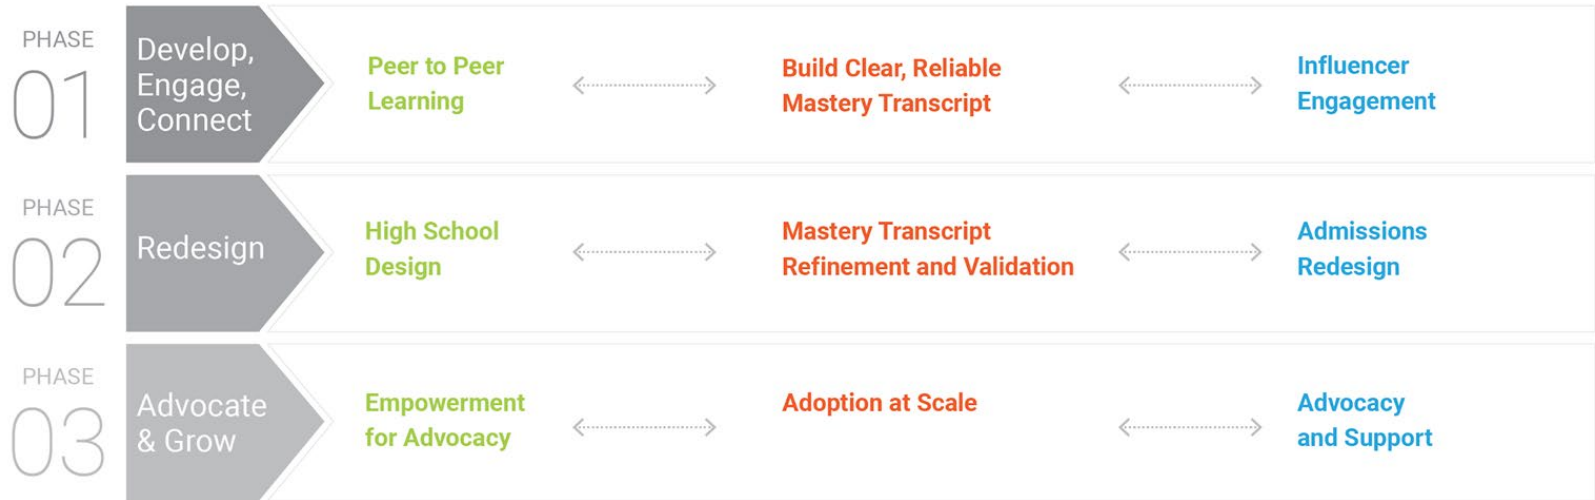 PHASE
01
Develop,
Engage,
Connect
Peer to Peer
Learning
Build Clear, Reliable
Mastery Transcript
Influencer
Engagement
PHASE
02
Redesign
High School
Design
Mastery Transcript
Refinement and Validation
Admissions
Redesign
PHASE
03
Advocate
& Grow
Empowerment
for Advocacy
Adoption at Scale
Advocacy
and Support